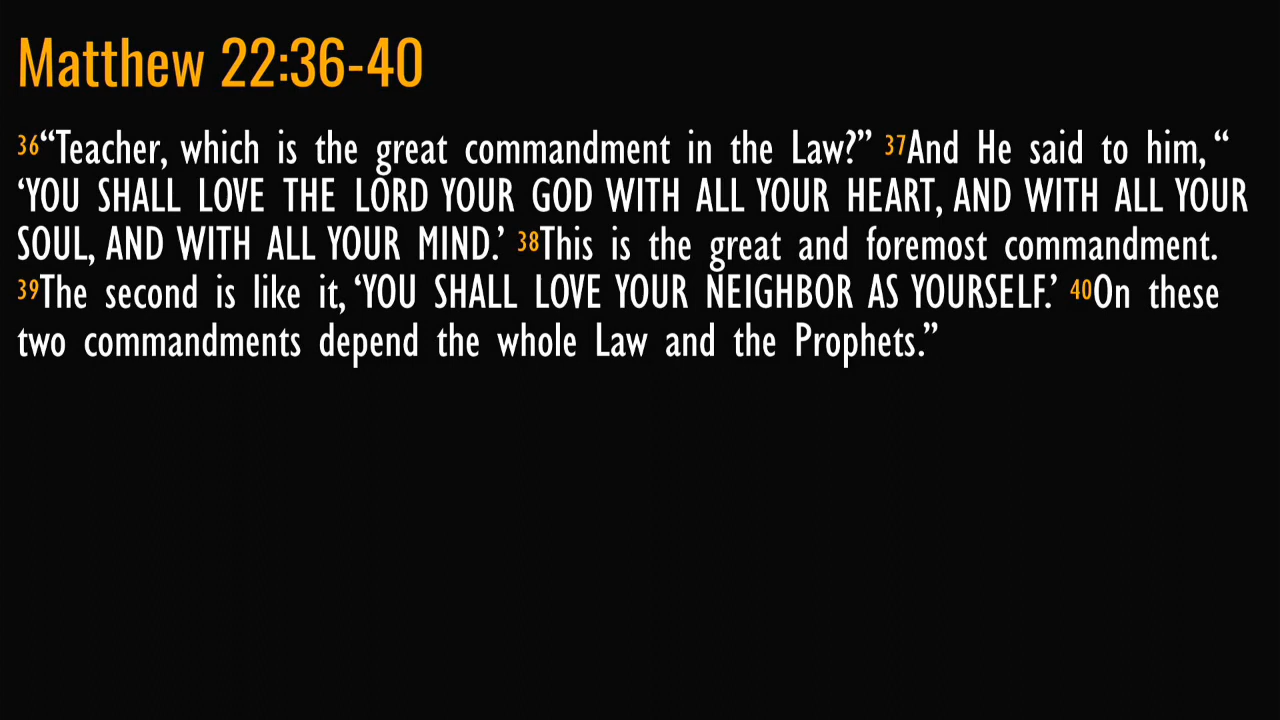 Matthew 22:36-40
36“Teacher, which is the great commandment in the Law?” 37And He said to him, “
‘YOU SHALL LOVE THE LORD YOUR GOD WITH ALL YOUR HEART, AND WITH ALL YOUR
SOUL, AND WITH ALL YOUR MIND.’ 38This is the great and foremost commandment.
39The second is like it, ‘YOU SHALL LOVE YOUR NEIGHBOR AS YOURSELF.’ 40On these
two commandments depend the whole Law and the Prophets.”